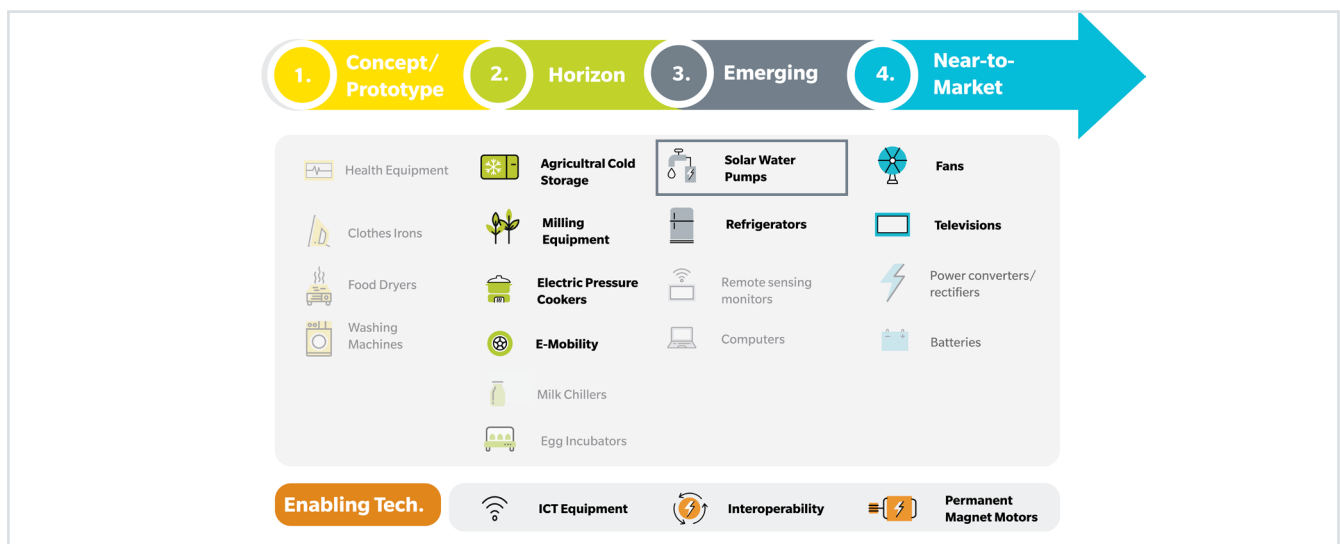 1.
Concept/
Prototype
2.
Horizon
3.
Emerging
4.
Near-to-
Market
Health Equipment
Clothes Irons
Food Dryers
Washing
Machines
Agricultral Cold
Storage
Milling
Equipment
Electric Pressure
Cookers
E-Mobility
Milk Chillers
Egg Incubators
Solar Water
Pumps
Refrigerators
Remote sensing
monitors
Computers
Fans
Televisions
Power converters/
rectifiers
Batteries
Enabling Tech.
ICT Equipment
Interoperability
Permanent
Magnet Motors